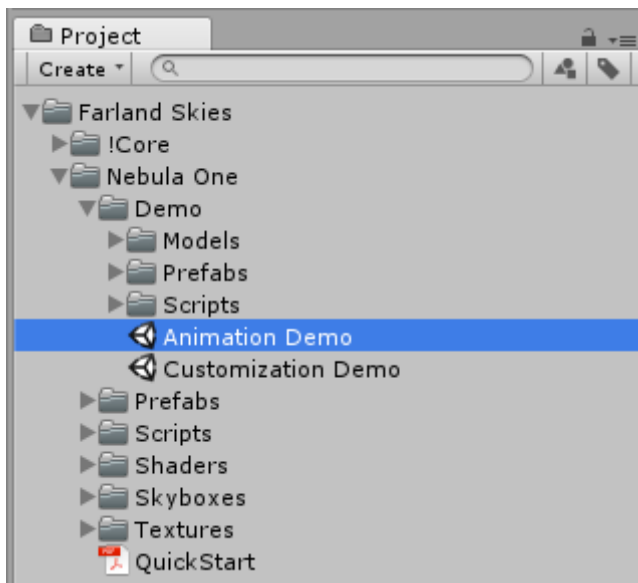 Project
Create
Farland Skies
!Core
Nebula One
Demo
Models
Prefabs
Scripts
Animation Demo
Customization Demo
Prefabs
Scripts
Shaders
Skyboxes
Textures
QuickStart